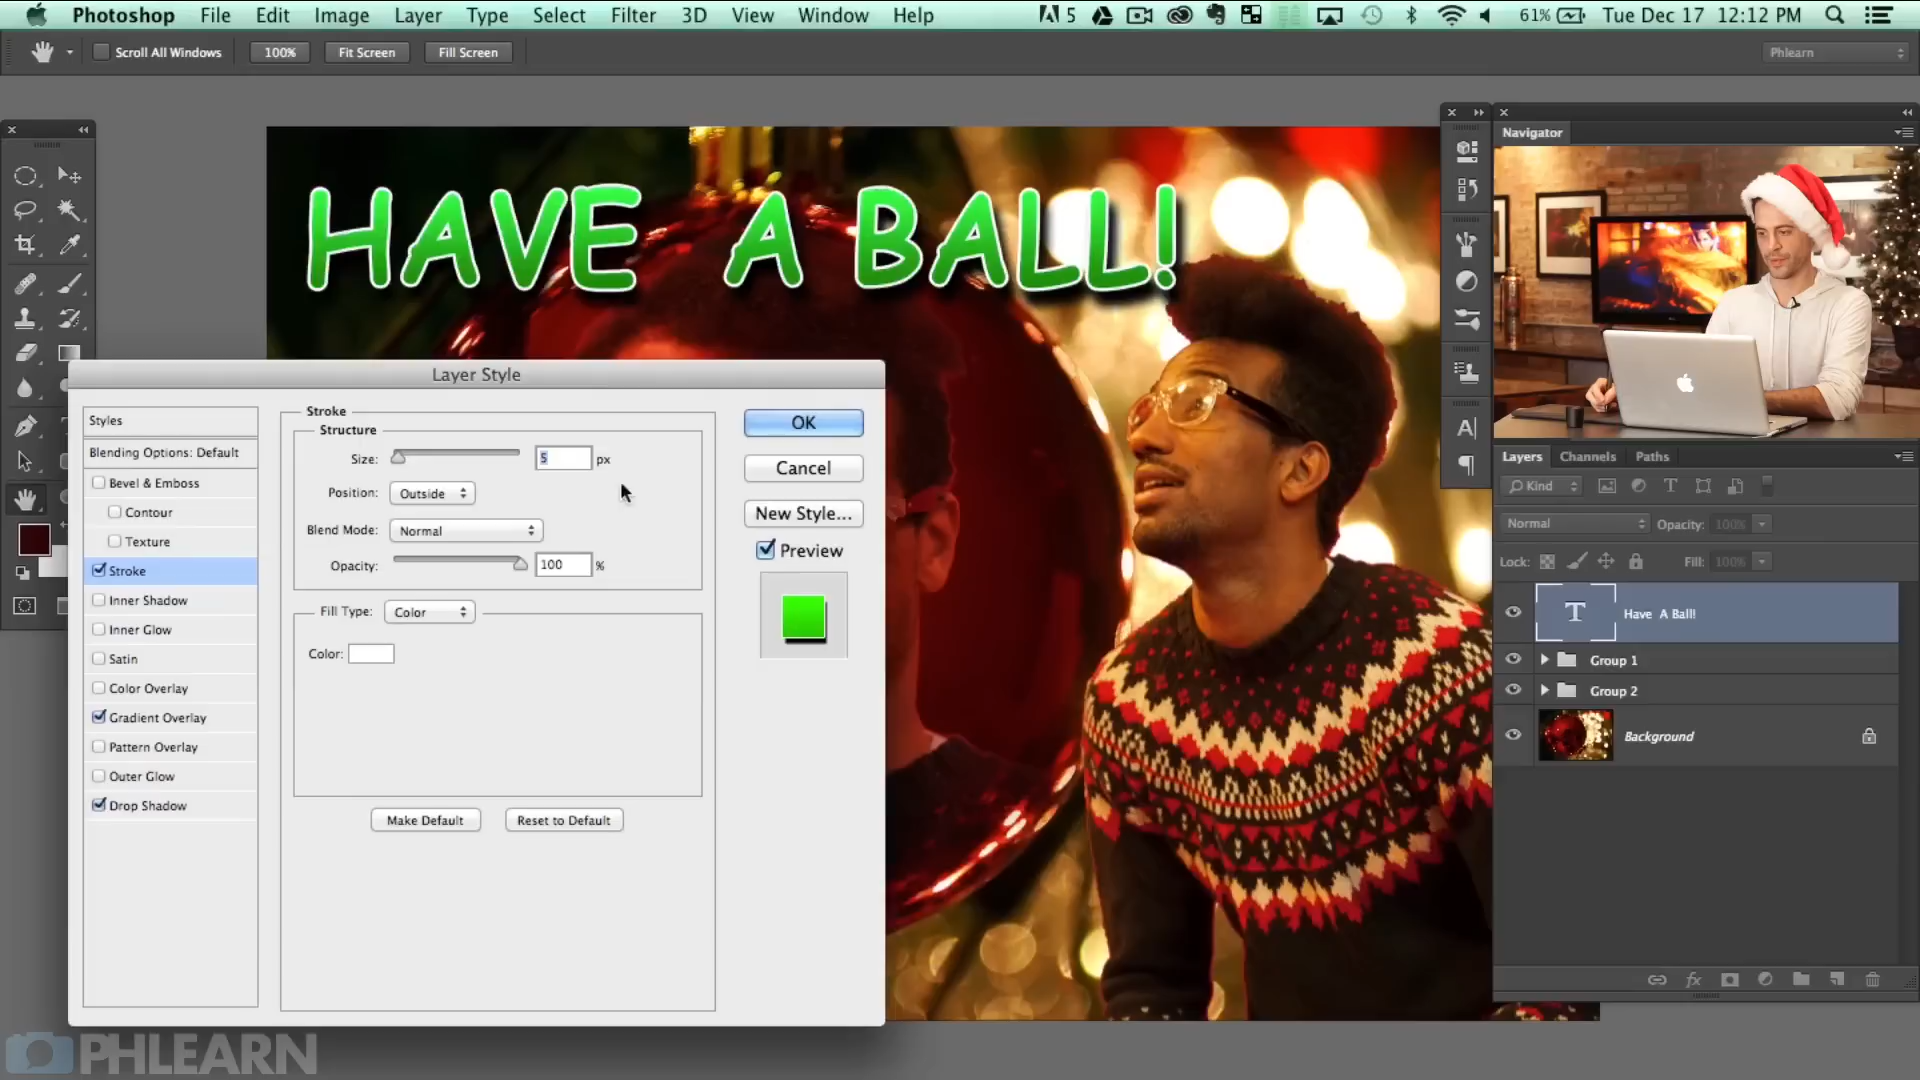 Photoshop File Edit Image Layer Type Select Filter 3D View Window Help 5 61% Tue Dec 17 12:12 PM
Scroll All Windows 100% Fit Screen Fill Screen Phlearn
Navigator
HAVE A BALL!
Layer Style
Styles
Blending Options: Default
Bevel & Emboss
Contour
Texture
Stroke
Inner Shadow
Inner Glow
Satin
Color Overlay
Gradient Overlay
Pattern Overlay
Outer Glow
Drop Shadow
Stroke
Structure
Size: 5 px
Position: Outside
Blend Mode: Normal
Opacity: 100 %
Fill Type: Color
Color:
Make Default Reset to Default
OK
Cancel
New Style...
Preview
Layers Channels Paths
Kind
Normal Opacity: 100%
Lock: Fill: 100%
T Have A Ball!
Group 1
Group 2
Background
fx
PHLEARN